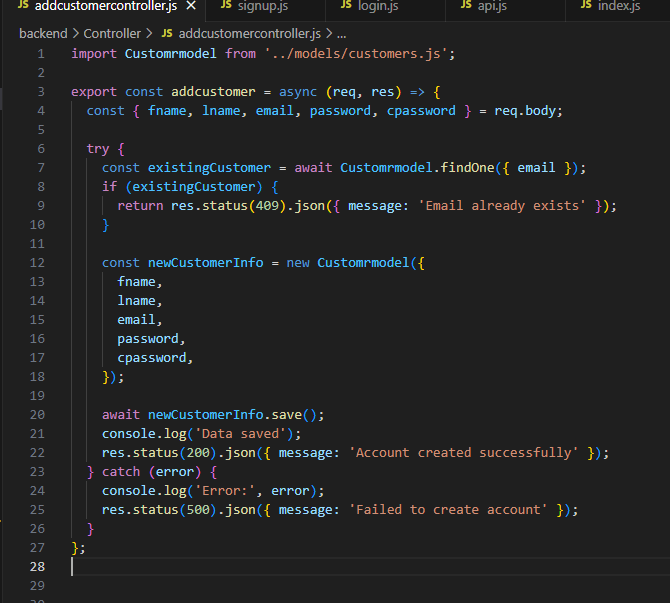 JS addcustomercontroller.js × JS signup.js JS login.js JS api.js JS index.js
backend > Controller > JS addcustomercontroller.js > ...
1 import Customrmodel from '../models/customers.js';
2
3 export const addcustomer = async (req, res) => {
4 const { fname, lname, email, password, cpassword } = req.body;
5
6 try {
7 const existingCustomer = await Customrmodel.findOne({ email });
8 if (existingCustomer) {
9 return res.status(409).json({ message: 'Email already exists' });
10 }
11
12 const newCustomerInfo = new Customrmodel({
13 fname,
14 lname,
15 email,
16 password,
17 cpassword,
18 });
19
20 await newCustomerInfo.save();
21 console.log('Data saved');
22 res.status(200).json({ message: 'Account created successfully' });
23 } catch (error) {
24 console.log('Error:', error);
25 res.status(500).json({ message: 'Failed to create account' });
26 }
27 };
28
29
30